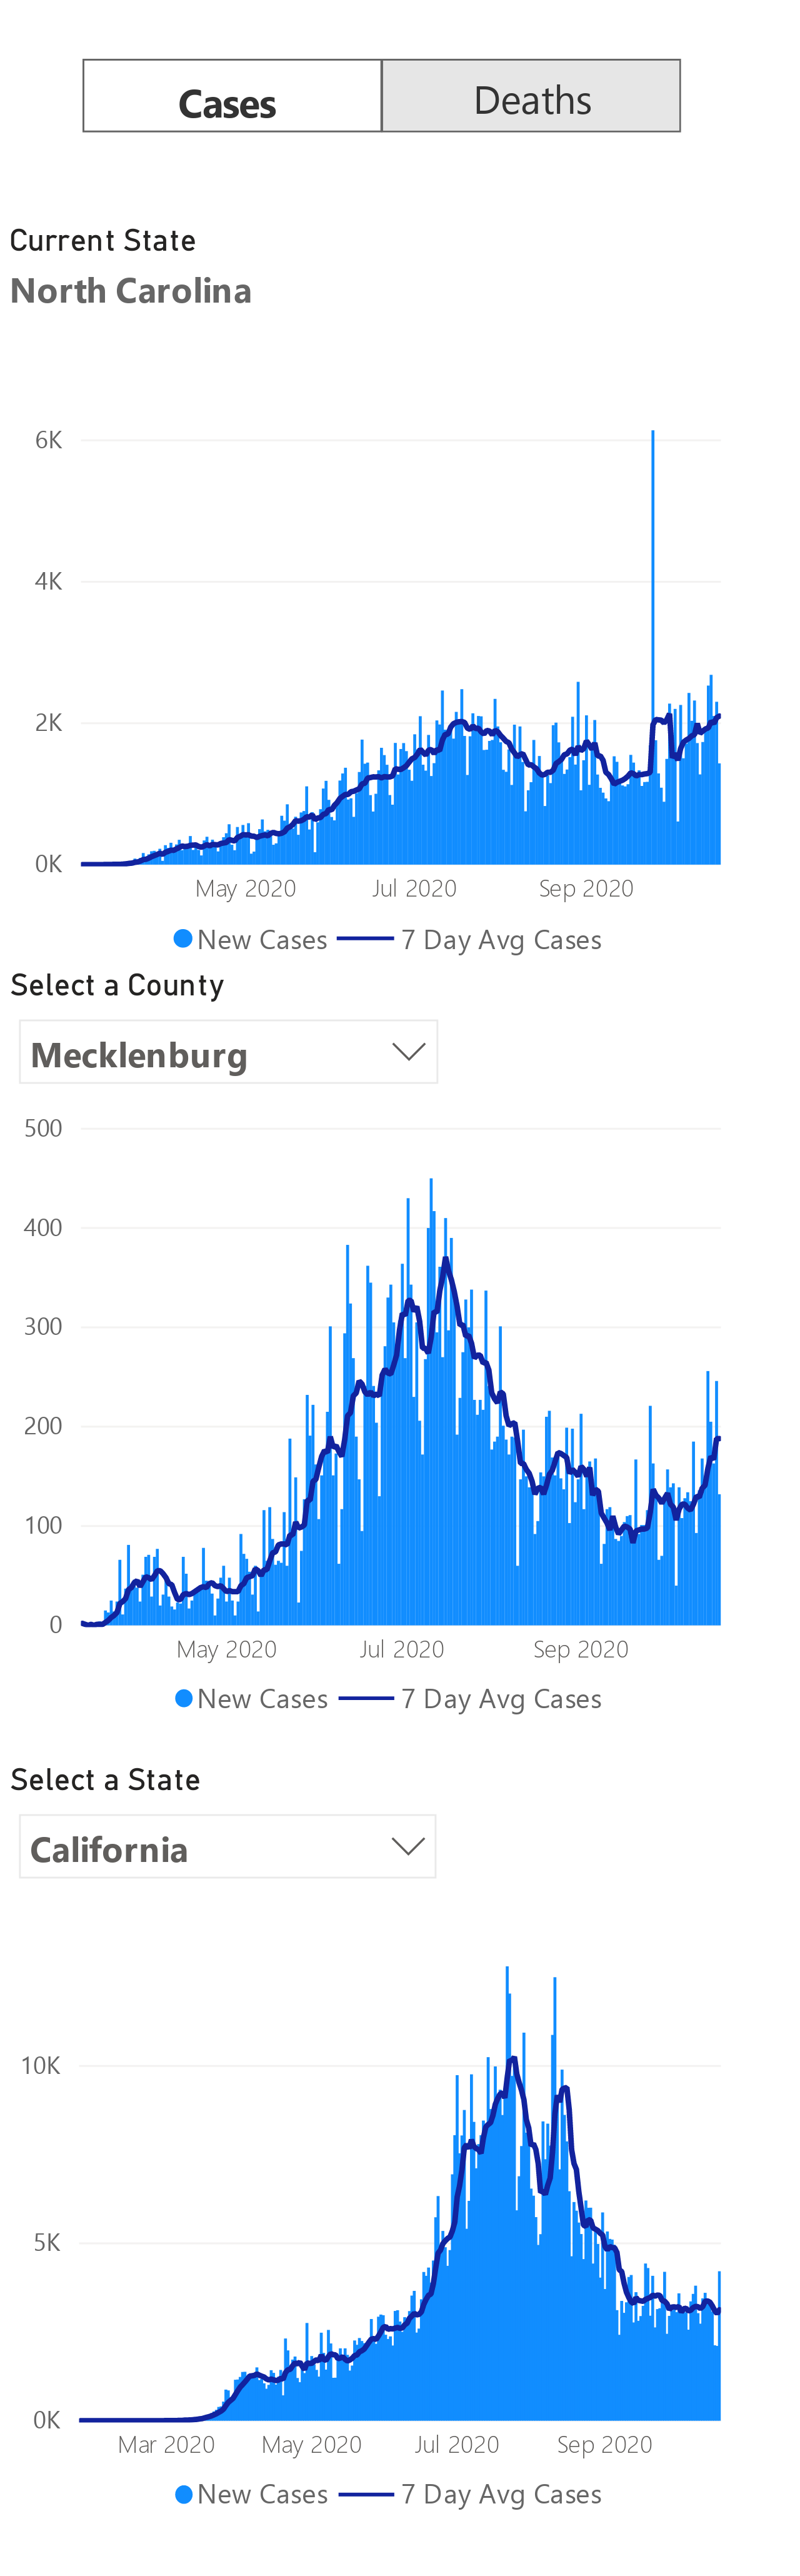 Cases Deaths
Current State
North Carolina
6K
4K
2K
0K
May 2020 Jul 2020 Sep 2020
New Cases 7 Day Avg Cases
Select a County
Mecklenburg
500
400
300
200
100
0
May 2020 Jul 2020 Sep 2020
New Cases 7 Day Avg Cases
Select a State
California
10K
5K
0K
Mar 2020 May 2020 Jul 2020 Sep 2020
New Cases 7 Day Avg Cases